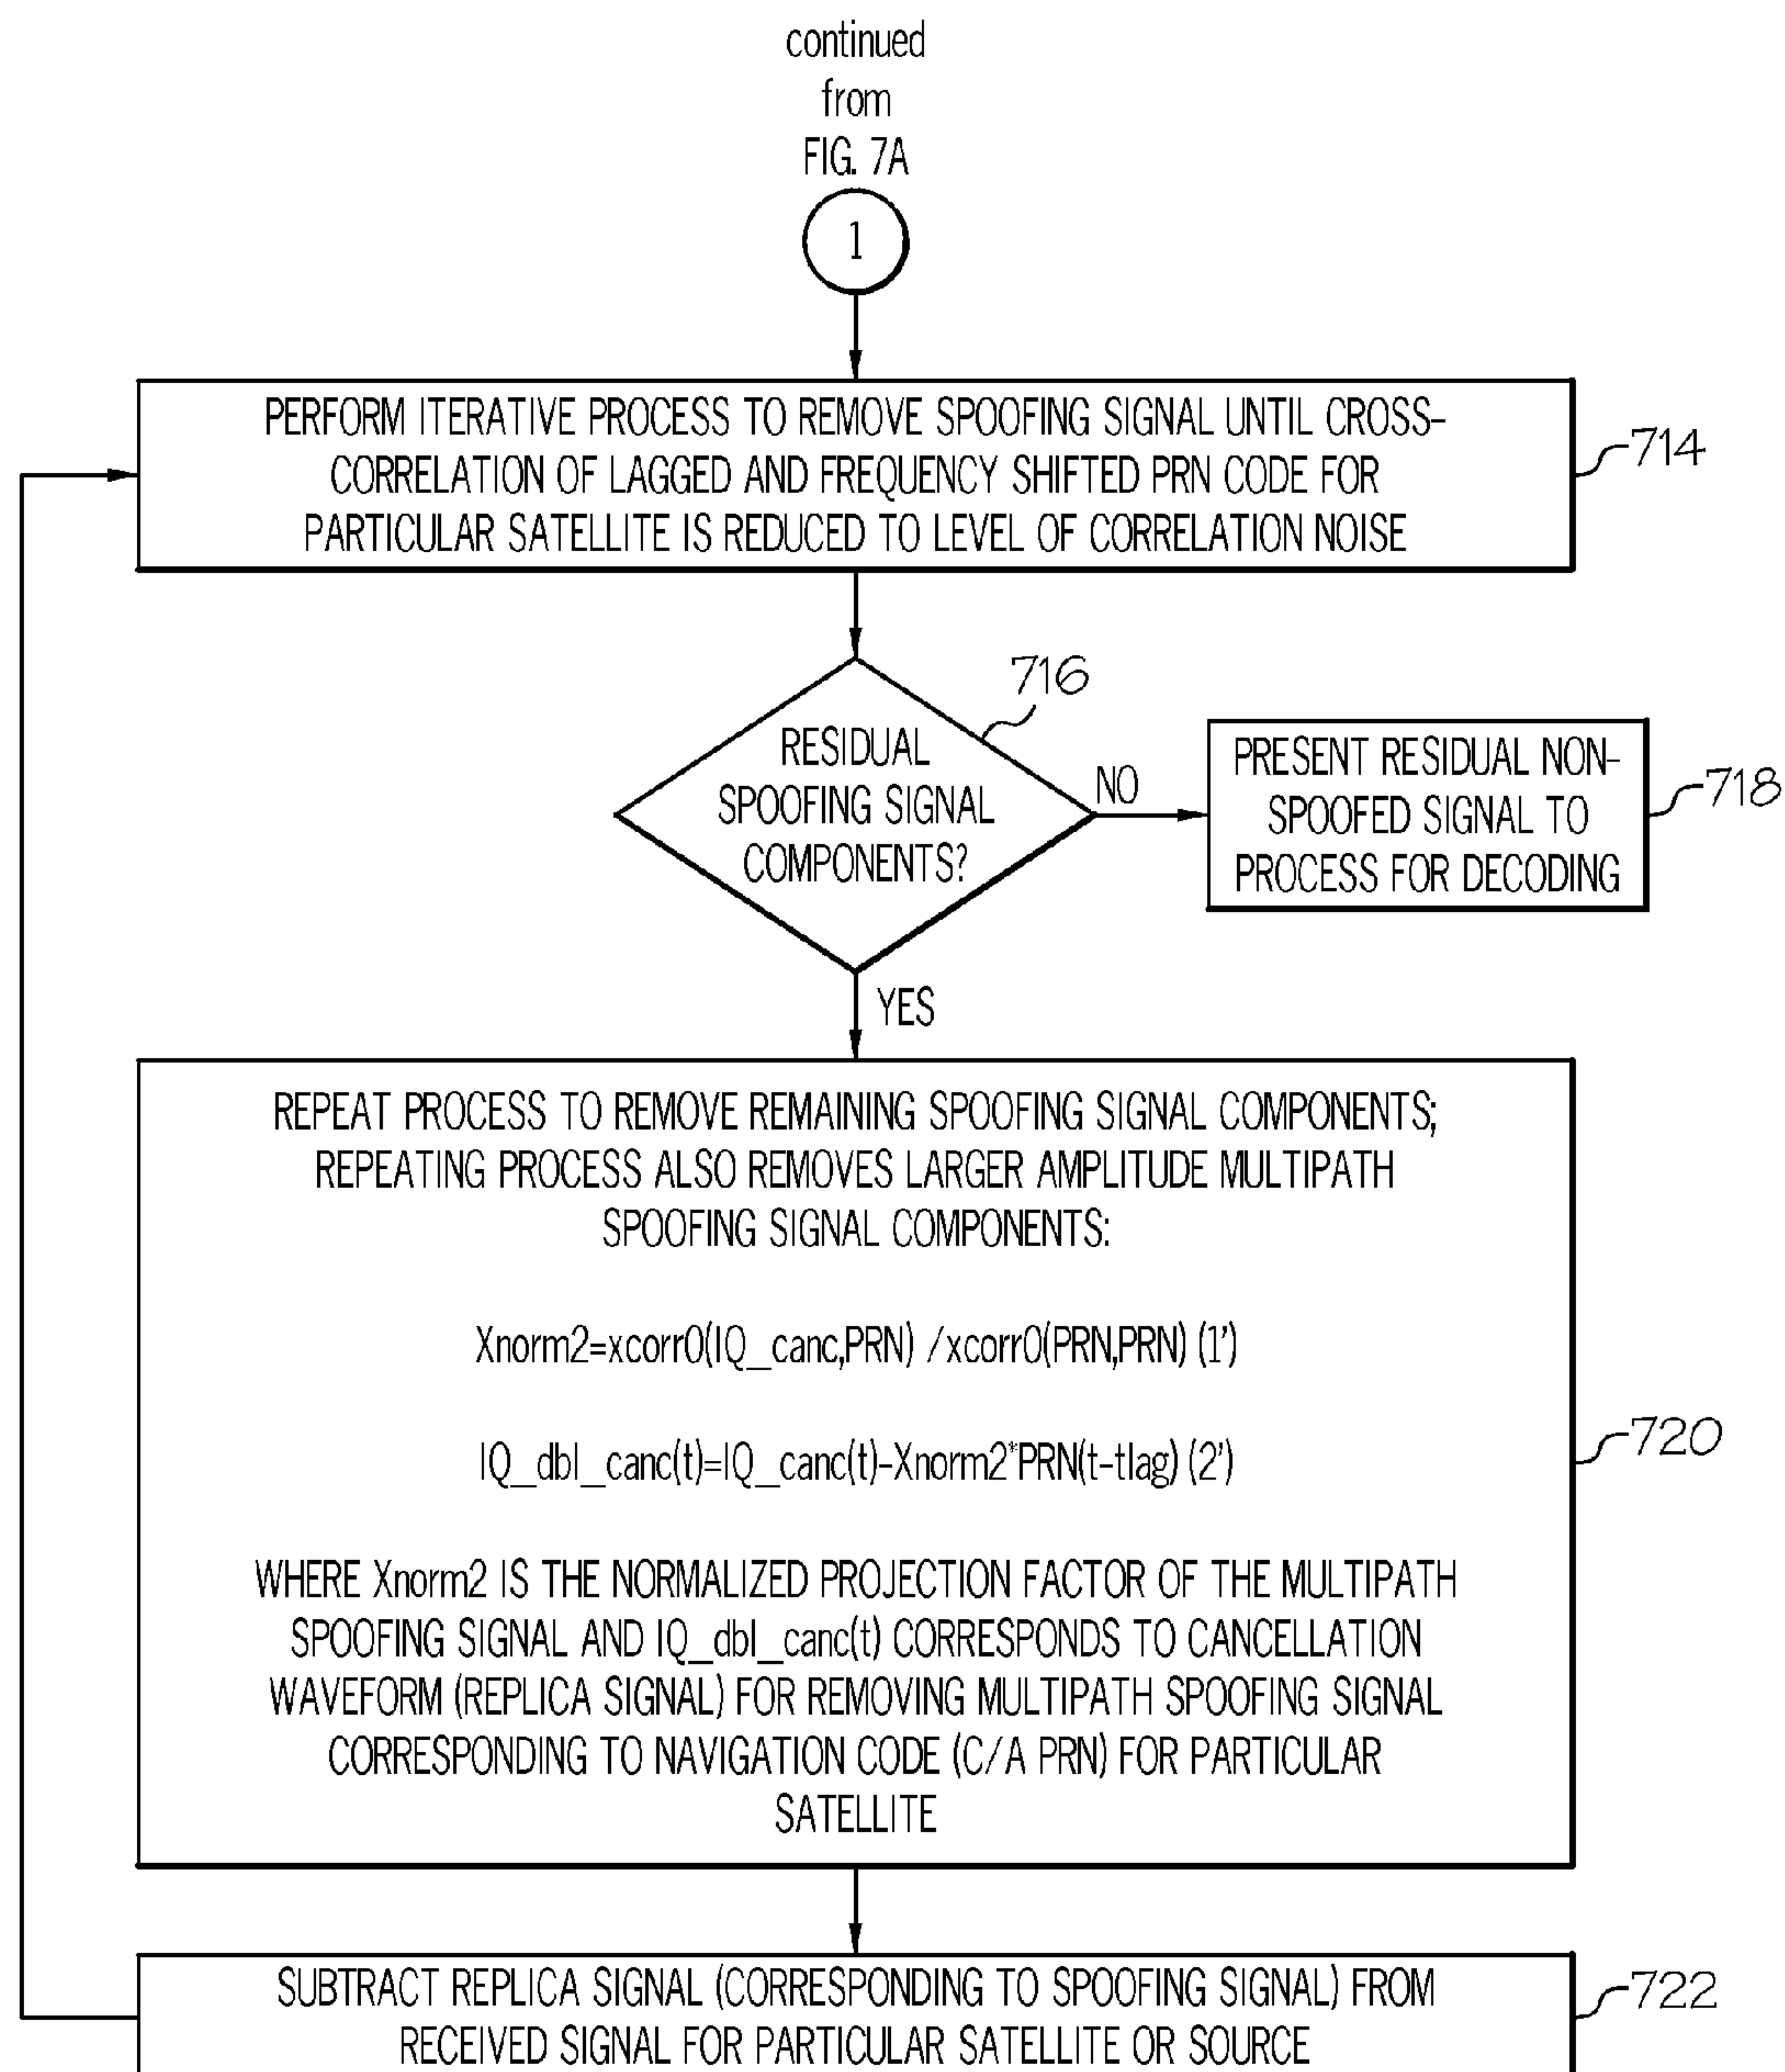 continued
from
FIG. 7A
1
PERFORM ITERATIVE PROCESS TO REMOVE SPOOFING SIGNAL UNTIL CROSS-
CORRELATION OF LAGGED AND FREQUENCY SHIFTED PRN CODE FOR
PARTICULAR SATELLITE IS REDUCED TO LEVEL OF CORRELATION NOISE
714
716
RESIDUAL
SPOOFING SIGNAL
COMPONENTS?
NO
PRESENT RESIDUAL NON-
SPOOFED SIGNAL TO
PROCESS FOR DECODING
718
YES
REPEAT PROCESS TO REMOVE REMAINING SPOOFING SIGNAL COMPONENTS;
REPEATING PROCESS ALSO REMOVES LARGER AMPLITUDE MULTIPATH
SPOOFING SIGNAL COMPONENTS:
Xnorm2=xcorr0(IQ_canc,PRN) /xcorr0(PRN,PRN) (1')
IQ_dbl_canc(t)=IQ_canc(t)-Xnorm2*PRN(t-tlag) (2')
WHERE Xnorm2 IS THE NORMALIZED PROJECTION FACTOR OF THE MULTIPATH
SPOOFING SIGNAL AND IQ_dbl_canc(t) CORRESPONDS TO CANCELLATION
WAVEFORM (REPLICA SIGNAL) FOR REMOVING MULTIPATH SPOOFING SIGNAL
CORRESPONDING TO NAVIGATION CODE (C/A PRN) FOR PARTICULAR
SATELLITE
720
SUBTRACT REPLICA SIGNAL (CORRESPONDING TO SPOOFING SIGNAL) FROM
RECEIVED SIGNAL FOR PARTICULAR SATELLITE OR SOURCE
722